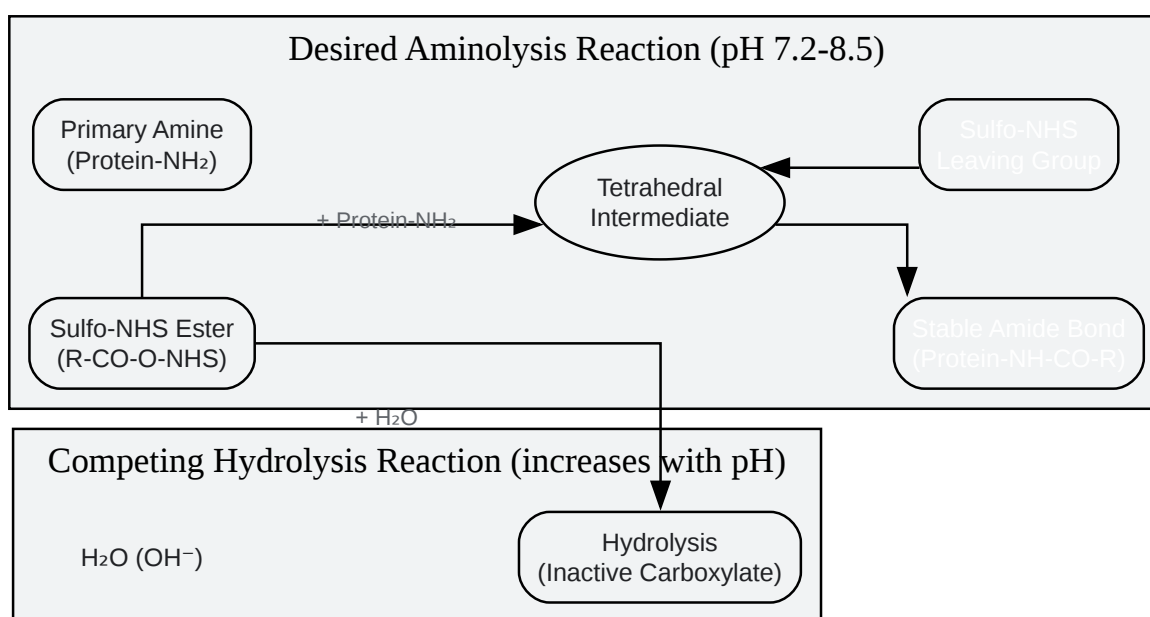 Desired Aminolysis Reaction (pH 7.2-8.5)
Primary Amine
(Protein-NH₂)
Sulfo-NHS
Leaving Group
Tetrahedral
Intermediate
+ Protein-NH₂
Sulfo-NHS Ester
(R-CO-O-NHS)
Stable Amide Bond
(Protein-NH-CO-R)
+ H₂O
Competing Hydrolysis Reaction (increases with pH)
H₂O (OH⁻)
Hydrolysis
(Inactive Carboxylate)